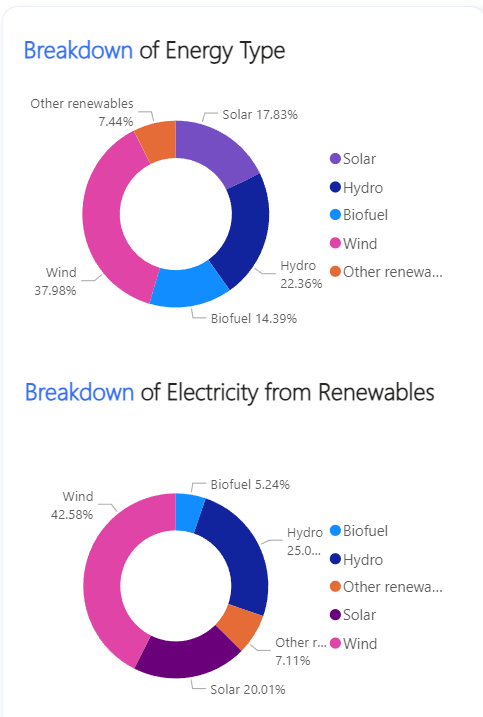 Breakdown of Energy Type
Other renewables
7.44%
Solar 17.83%
Wind
37.98%
Hydro
22.36%
Biofuel 14.39%
Solar
Hydro
Biofuel
Wind
Other renewa...
Breakdown of Electricity from Renewables
Wind
42.58%
Biofuel 5.24%
Hydro
25.0...
Other r...
7.11%
Solar 20.01%
Biofuel
Hydro
Other renewa...
Solar
Wind